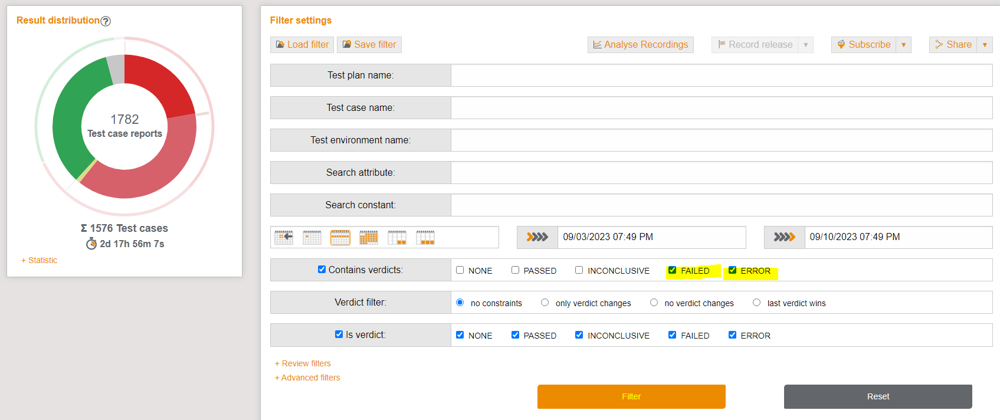 Result distribution
1782
Test case reports
Σ 1576 Test cases
2d 17h 56m 7s
+ Statistic
Filter settings
Load filter Save filter Analyse Recordings Record release Subscribe Share
Test plan name:
Test case name:
Test environment name:
Search attribute:
Search constant:
09/03/2023 07:49 PM 09/10/2023 07:49 PM
Contains verdicts: NONE PASSED INCONCLUSIVE FAILED ERROR
Verdict filter: no constraints only verdict changes no verdict changes last verdict wins
Is verdict: NONE PASSED INCONCLUSIVE FAILED ERROR
+ Review filters
+ Advanced filters
Filter Reset